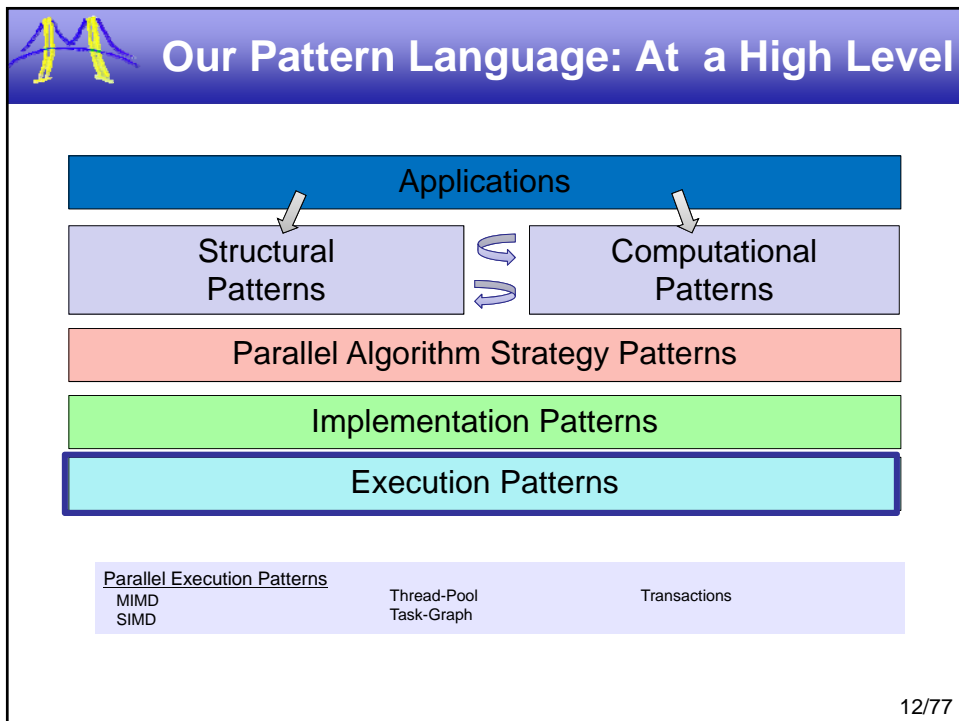 Our Pattern Language: At a High Level
Applications
Structural
Patterns
Computational
Patterns
Parallel Algorithm Strategy Patterns
Implementation Patterns
Execution Patterns
Parallel Execution Patterns
MIMD
SIMD
Thread-Pool
Task-Graph
Transactions
12/77